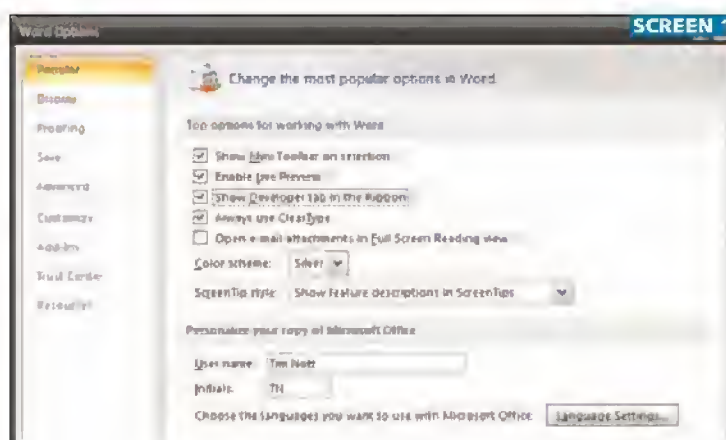 Word Options
SCREEN 1
Popular
Display
Proofing
Save
Advanced
Customize
Add-Ins
Trust Center
Resources
Change the most popular options in Word.
Top options for working with Word
Show Mini Toolbar on selection
Enable Live Preview
Show Developer tab in the Ribbon
Always use ClearType
Open e-mail attachments in Full Screen Reading view
Color scheme: Silver
ScreenTip style: Show feature descriptions in ScreenTips
Personalize your copy of Microsoft Office
User name: Tim Nott
Initials: TN
Choose the languages you want to use with Microsoft Office: Language Settings...